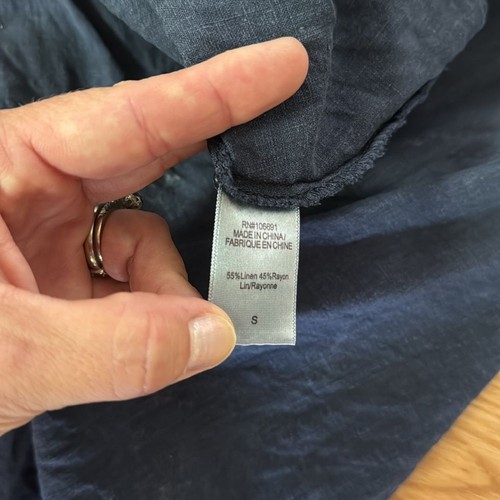 RN#106691
MADE IN CHINA/
FABRIQUE EN CHINE
55%Linen 45%Rayon
Lin/Rayonne
S